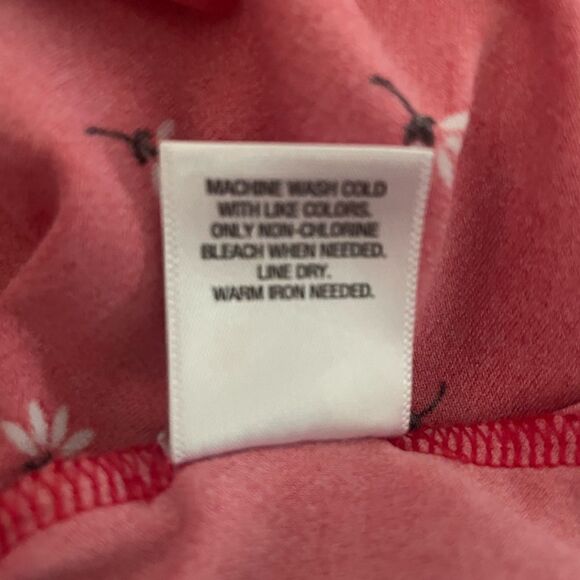 MACHINE WASH COLD
WITH LIKE COLORS.
ONLY NON-CHLORINE
BLEACH WHEN NEEDED.
LINE DRY.
WARM IRON NEEDED.